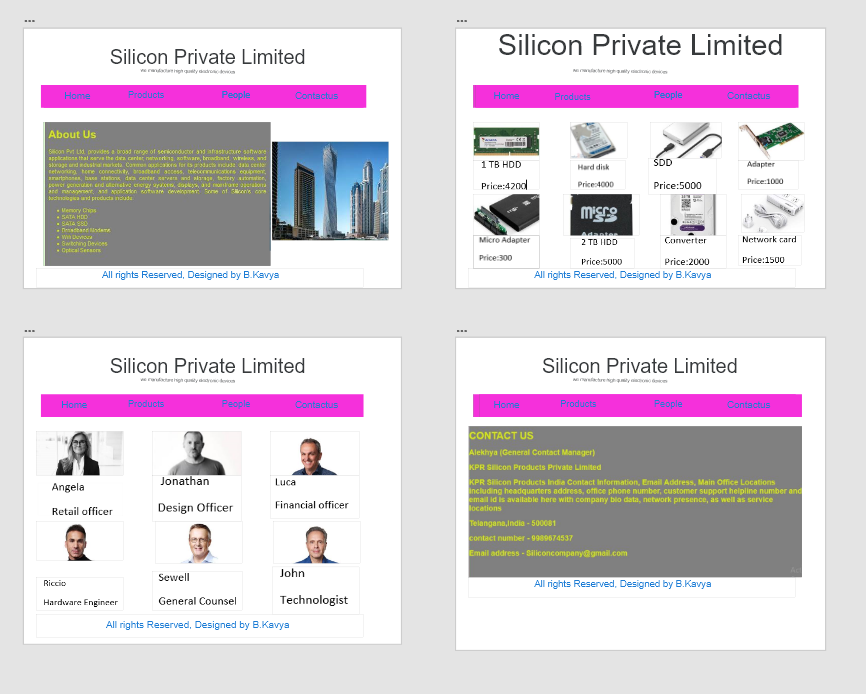 Silicon Private Limited
we manufacture high quality electronic devices
Home Products People Contactus
About Us
Silicon Pvt Ltd, provides a broad range of semiconductor and infrastructure software
applications that serve the data center, networking, software, broadband, wireless, and
storage and industrial markets. Common applications for its products include: data center
networking, home connectivity, broadband access, telecommunications equipment,
smartphones, base stations, data center servers and storage, factory automation,
power generation and alternative energy systems, displays, and mainframe operations
and management, and application software development. Some of Silicon's core
technologies and products include:
Memory Chips
SATA HDD
SATA SSD
Broadband Modems
Wifi Devices
Switching Devices
Optical Sensors
All rights Reserved, Designed by B.Kavya
Silicon Private Limited
we manufacture high quality electronic devices
Home Products People Contactus
1 TB HDD
Price:4200
Hard disk
Price:4000
SDD
Price:5000
Adapter
Price:1000
Micro Adapter
Price:300
micro
Adapter
2 TB HDD
Price:5000
Converter
Price:2000
Network card
Price:1500
All rights Reserved, Designed by B.Kavya
Silicon Private Limited
we manufacture high quality electronic devices
Home Products People Contactus
Angela
Retail officer
Jonathan
Design Officer
Luca
Financial officer
Riccio
Hardware Engineer
Sewell
General Counsel
John
Technologist
All rights Reserved, Designed by B.Kavya
Silicon Private Limited
we manufacture high quality electronic devices
Home Products People Contactus
CONTACT US
Alekhya (General Contact Manager)
KPR Silicon Products Private Limited
KPR Silicon Products India Contact Information, Email Address, Main Office Locations
including headquarters address, office phone number, customer support helpline number and
email id is available here with company bio data, network presence, as well as service
locations
Telangana,India - 500081
contact number - 9989674537
Email address - Siliconcompany@gmail.com
All rights Reserved, Designed by B.Kavya